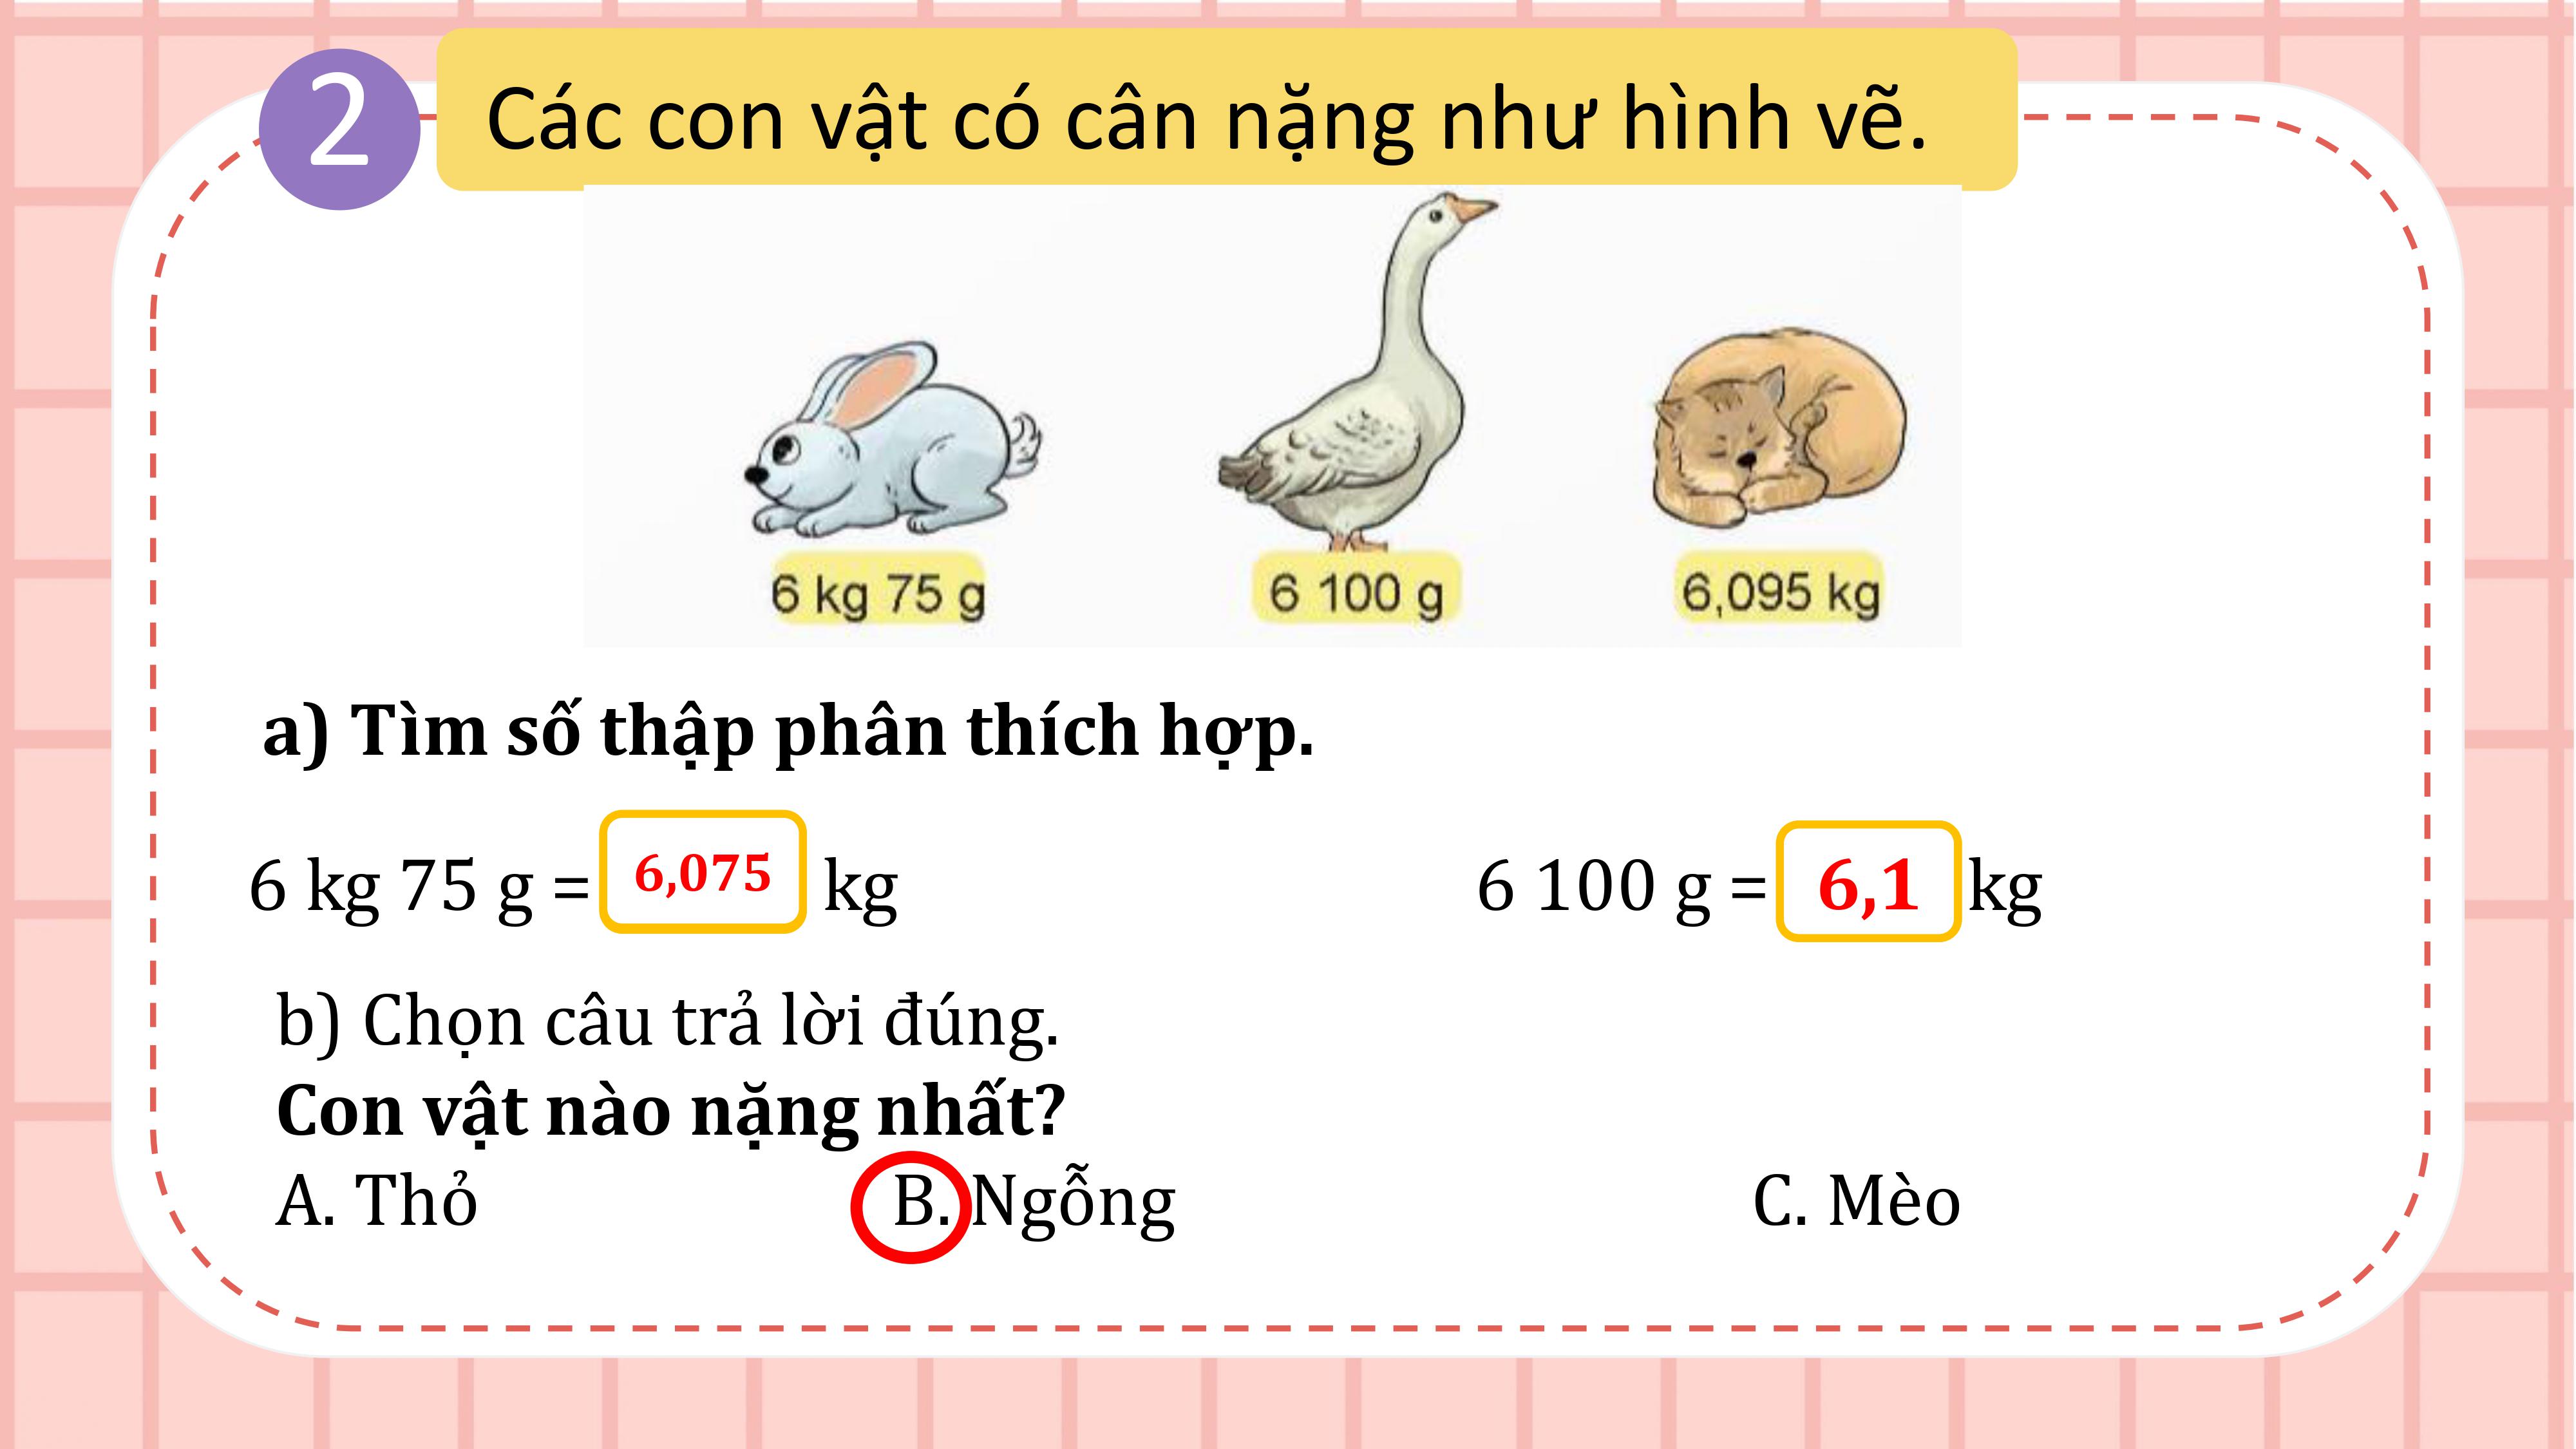 2
Các con vật có cân nặng như hình vẽ.
6 kg 75 g
6 100 g
6,095 kg
a) Tìm số thập phân thích hợp.
6 kg 75 g = 6,075 kg
6 100 g = 6,1 kg
b) Chọn câu trả lời đúng.
Con vật nào nặng nhất?
A. Thỏ B. Ngỗng C. Mèo